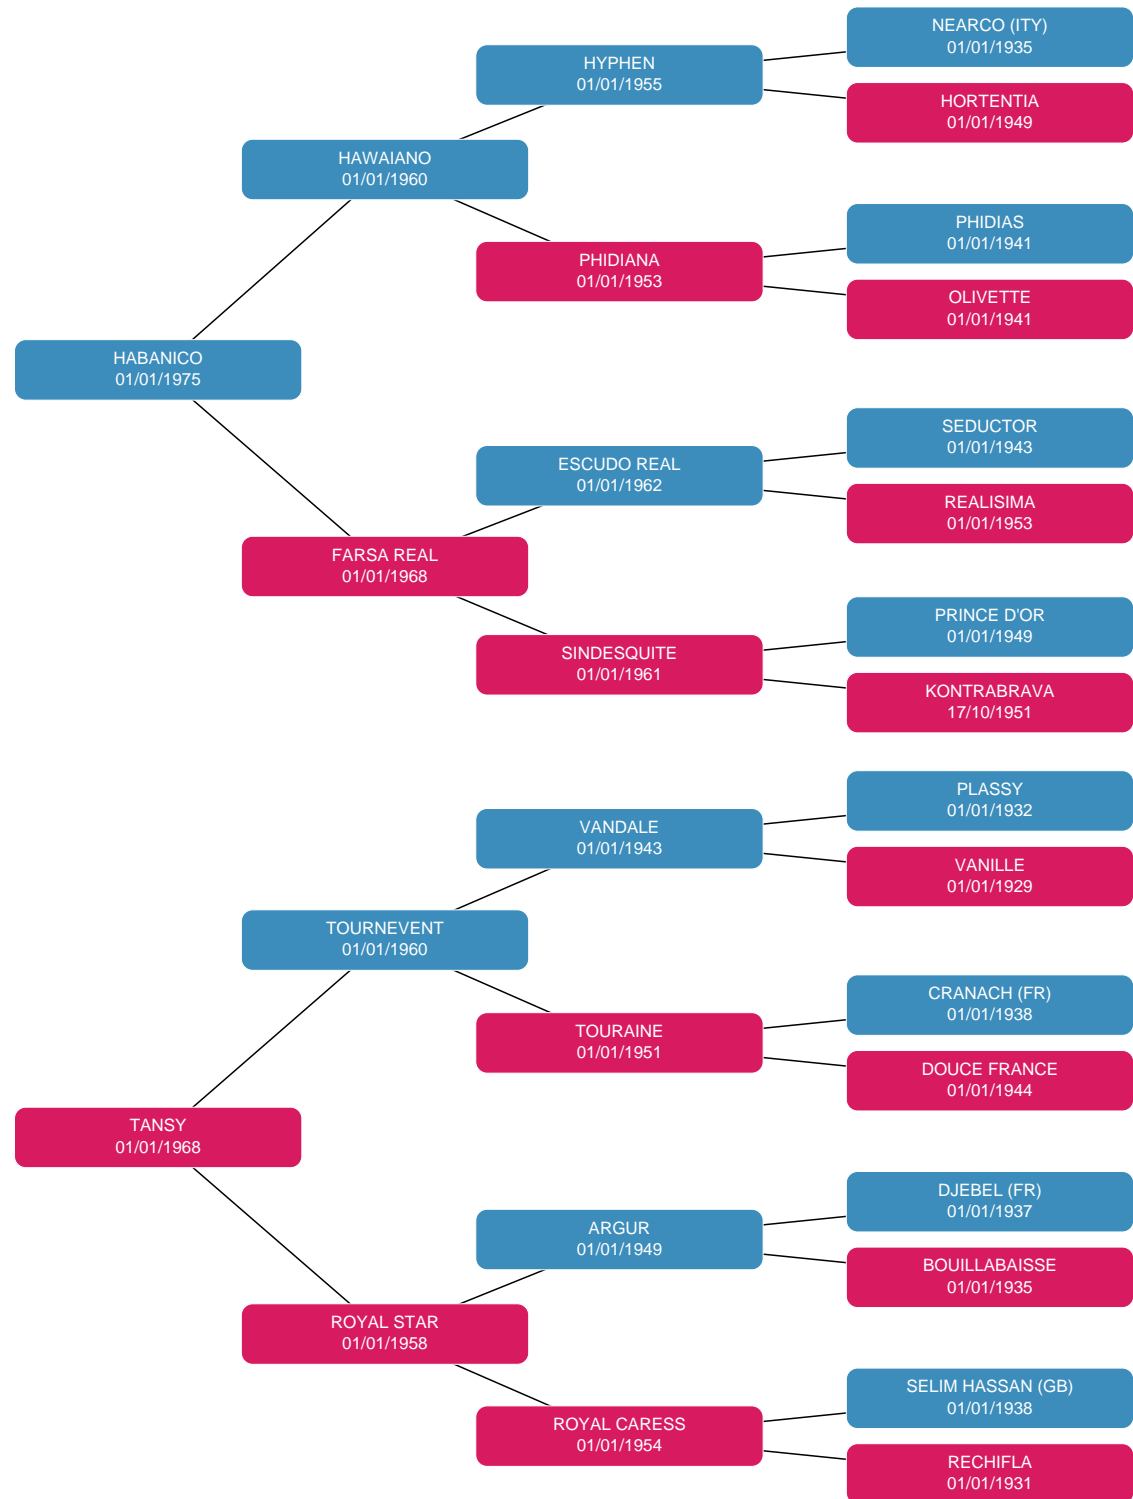 NEARCO (ITY)
01/01/1935
HYPHEN
01/01/1955
HORTENTIA
01/01/1949
HAWAIANO
01/01/1960
PHIDIAS
01/01/1941
PHIDIANA
01/01/1953
OLIVETTE
01/01/1941
HABANICO
01/01/1975
SEDUCTOR
01/01/1943
ESCUDO REAL
01/01/1962
REALISIMA
01/01/1953
FARSA REAL
01/01/1968
PRINCE D'OR
01/01/1949
SINDESQUITE
01/01/1961
KONTRABRAVA
17/10/1951
PLASSY
01/01/1932
VANDALE
01/01/1943
VANILLE
01/01/1929
TOURNEVENT
01/01/1960
CRANACH (FR)
01/01/1938
TOURAINE
01/01/1951
DOUCE FRANCE
01/01/1944
TANSY
01/01/1968
DJEBEL (FR)
01/01/1937
ARGUR
01/01/1949
BOUILLABAISSE
01/01/1935
ROYAL STAR
01/01/1958
SELIM HASSAN (GB)
01/01/1938
ROYAL CARESS
01/01/1954
RECHIFLA
01/01/1931